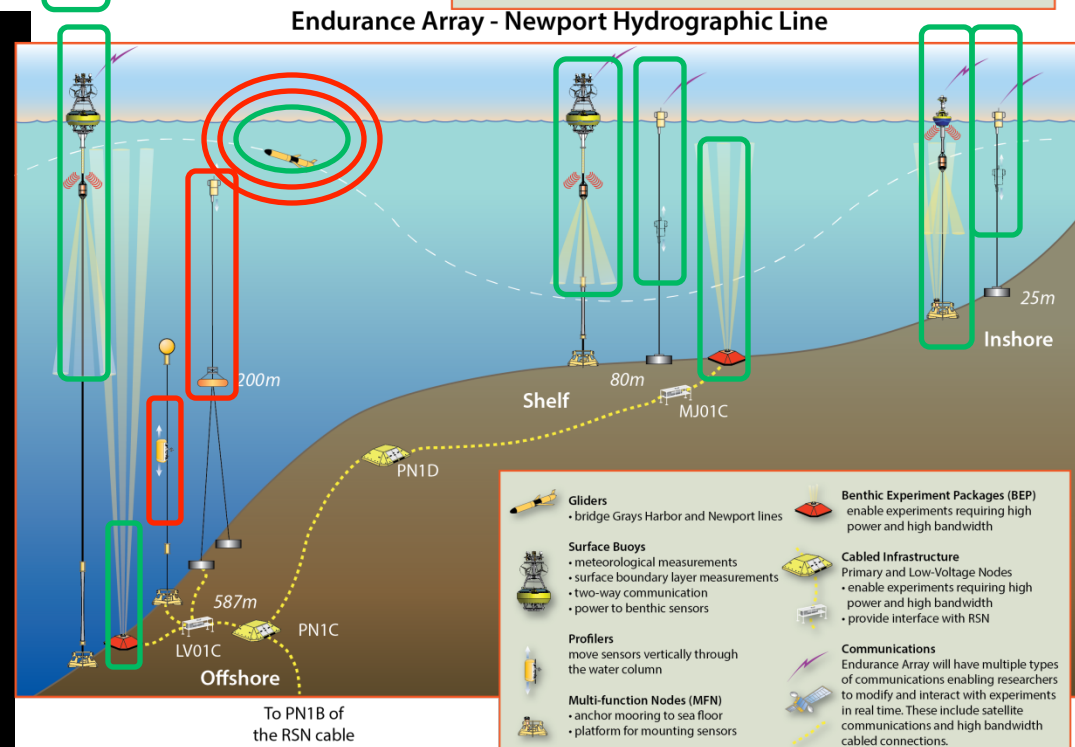 Endurance Array - Newport Hydrographic Line
25m
Inshore
200m
80m
Shelf
MJ01C
PN1D
587m
PN1C
LV01C
Offshore
To PN1B of
the RSN cable
Gliders
• bridge Grays Harbor and Newport lines
Surface Buoys
• meteorological measurements
• surface boundary layer measurements
• two-way communication
• power to benthic sensors
Profilers
move sensors vertically through
the water column
Multi-function Nodes (MFN)
• anchor mooring to sea floor
• platform for mounting sensors
Benthic Experiment Packages (BEP)
enable experiments requiring high
power and high bandwidth
Cabled Infrastructure
Primary and Low-Voltage Nodes
• enable experiments requiring high
power and high bandwidth
• provide interface with RSN
Communications
Endurance Array will have multiple types
of communications enabling researchers
to modify and interact with experiments
in real time. These include satellite
communications and high bandwidth
cabled connections.